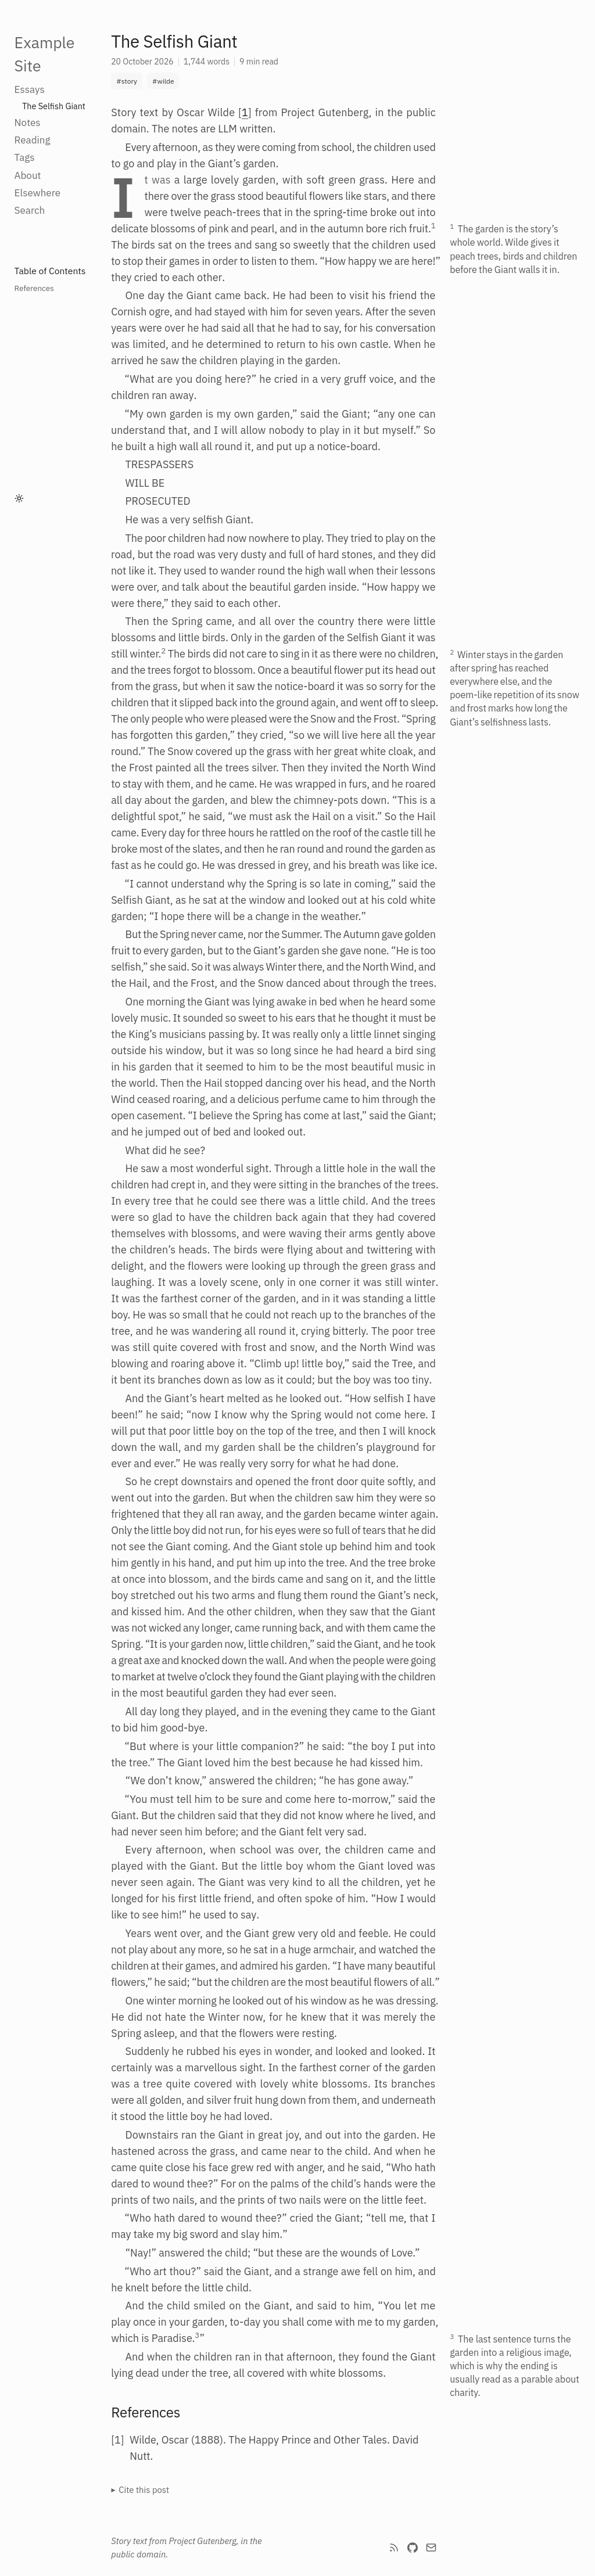 Example
Site
Essays
The Selfish Giant
Notes
Reading
Tags
About
Elsewhere
Search
Table of Contents
References
The Selfish Giant
20 October 2026 | 1,744 words | 9 min read
#story #wilde
Story text by Oscar Wilde [1] from Project Gutenberg, in the public
domain. The notes are LLM written.
Every afternoon, as they were coming from school, the children used
to go and play in the Giant’s garden.
It was a large lovely garden, with soft green grass. Here and
there over the grass stood beautiful flowers like stars, and there
were twelve peach-trees that in the spring-time broke out into
delicate blossoms of pink and pearl, and in the autumn bore rich fruit.1
The birds sat on the trees and sang so sweetly that the children used
to stop their games in order to listen to them. “How happy we are here!”
they cried to each other.
1 The garden is the story’s
whole world. Wilde gives it
peach trees, birds and children
before the Giant walls it in.
One day the Giant came back. He had been to visit his friend the
Cornish ogre, and had stayed with him for seven years. After the seven
years were over he had said all that he had to say, for his conversation
was limited, and he determined to return to his own castle. When he
arrived he saw the children playing in the garden.
“What are you doing here?” he cried in a very gruff voice, and the
children ran away.
“My own garden is my own garden,” said the Giant; “any one can
understand that, and I will allow nobody to play in it but myself.” So
he built a high wall all round it, and put up a notice-board.
TRESPASSERS
WILL BE
PROSECUTED
He was a very selfish Giant.
The poor children had now nowhere to play. They tried to play on the
road, but the road was very dusty and full of hard stones, and they did
not like it. They used to wander round the high wall when their lessons
were over, and talk about the beautiful garden inside. “How happy we
were there,” they said to each other.
Then the Spring came, and all over the country there were little
blossoms and little birds. Only in the garden of the Selfish Giant it was
still winter.2 The birds did not care to sing in it as there were no children,
and the trees forgot to blossom. Once a beautiful flower put its head out
from the grass, but when it saw the notice-board it was so sorry for the
children that it slipped back into the ground again, and went off to sleep.
The only people who were pleased were the Snow and the Frost. “Spring
has forgotten this garden,” they cried, “so we will live here all the year
round.” The Snow covered up the grass with her great white cloak, and
the Frost painted all the trees silver. Then they invited the North Wind
to stay with them, and he came. He was wrapped in furs, and he roared
all day about the garden, and blew the chimney-pots down. “This is a
delightful spot,” he said, “we must ask the Hail on a visit.” So the Hail
came. Every day for three hours he rattled on the roof of the castle till he
broke most of the slates, and then he ran round and round the garden as
fast as he could go. He was dressed in grey, and his breath was like ice.
2 Winter stays in the garden
after spring has reached
everywhere else, and the
poem-like repetition of its snow
and frost marks how long the
Giant’s selfishness lasts.
“I cannot understand why the Spring is so late in coming,” said the
Selfish Giant, as he sat at the window and looked out at his cold white
garden; “I hope there will be a change in the weather.”
But the Spring never came, nor the Summer. The Autumn gave golden
fruit to every garden, but to the Giant’s garden she gave none. “He is too
selfish,” she said. So it was always Winter there, and the North Wind, and
the Hail, and the Frost, and the Snow danced about through the trees.
One morning the Giant was lying awake in bed when he heard some
lovely music. It sounded so sweet to his ears that he thought it must be
the King’s musicians passing by. It was really only a little linnet singing
outside his window, but it was so long since he had heard a bird sing
in his garden that it seemed to him to be the most beautiful music in
the world. Then the Hail stopped dancing over his head, and the North
Wind ceased roaring, and a delicious perfume came to him through the
open casement. “I believe the Spring has come at last,” said the Giant;
and he jumped out of bed and looked out.
What did he see?
He saw a most wonderful sight. Through a little hole in the wall the
children had crept in, and they were sitting in the branches of the trees.
In every tree that he could see there was a little child. And the trees
were so glad to have the children back again that they had covered
themselves with blossoms, and were waving their arms gently above
the children’s heads. The birds were flying about and twittering with
delight, and the flowers were looking up through the green grass and
laughing. It was a lovely scene, only in one corner it was still winter.
It was the farthest corner of the garden, and in it was standing a little
boy. He was so small that he could not reach up to the branches of the
tree, and he was wandering all round it, crying bitterly. The poor tree
was still quite covered with frost and snow, and the North Wind was
blowing and roaring above it. “Climb up! little boy,” said the Tree, and
it bent its branches down as low as it could; but the boy was too tiny.
And the Giant’s heart melted as he looked out. “How selfish I have
been!” he said; “now I know why the Spring would not come here. I
will put that poor little boy on the top of the tree, and then I will knock
down the wall, and my garden shall be the children’s playground for
ever and ever.” He was really very sorry for what he had done.
So he crept downstairs and opened the front door quite softly, and
went out into the garden. But when the children saw him they were so
frightened that they all ran away, and the garden became winter again.
Only the little boy did not run, for his eyes were so full of tears that he did
not see the Giant coming. And the Giant stole up behind him and took
him gently in his hand, and put him up into the tree. And the tree broke
at once into blossom, and the birds came and sang on it, and the little
boy stretched out his two arms and flung them round the Giant’s neck,
and kissed him. And the other children, when they saw that the Giant
was not wicked any longer, came running back, and with them came the
Spring. “It is your garden now, little children,” said the Giant, and he took
a great axe and knocked down the wall. And when the people were going
to market at twelve o’clock they found the Giant playing with the children
in the most beautiful garden they had ever seen.
All day long they played, and in the evening they came to the Giant
to bid him good-bye.
“But where is your little companion?” he said: “the boy I put into
the tree.” The Giant loved him the best because he had kissed him.
“We don’t know,” answered the children; “he has gone away.”
“You must tell him to be sure and come here to-morrow,” said the
Giant. But the children said that they did not know where he lived, and
had never seen him before; and the Giant felt very sad.
Every afternoon, when school was over, the children came and
played with the Giant. But the little boy whom the Giant loved was
never seen again. The Giant was very kind to all the children, yet he
longed for his first little friend, and often spoke of him. “How I would
like to see him!” he used to say.
Years went over, and the Giant grew very old and feeble. He could
not play about any more, so he sat in a huge armchair, and watched the
children at their games, and admired his garden. “I have many beautiful
flowers,” he said; “but the children are the most beautiful flowers of all.”
One winter morning he looked out of his window as he was dressing.
He did not hate the Winter now, for he knew that it was merely the
Spring asleep, and that the flowers were resting.
Suddenly he rubbed his eyes in wonder, and looked and looked. It
certainly was a marvellous sight. In the farthest corner of the garden
was a tree quite covered with lovely white blossoms. Its branches
were all golden, and silver fruit hung down from them, and underneath
it stood the little boy he had loved.
Downstairs ran the Giant in great joy, and out into the garden. He
hastened across the grass, and came near to the child. And when he
came quite close his face grew red with anger, and he said, “Who hath
dared to wound thee?” For on the palms of the child’s hands were the
prints of two nails, and the prints of two nails were on the little feet.
“Who hath dared to wound thee?” cried the Giant; “tell me, that I
may take my big sword and slay him.”
“Nay!” answered the child; “but these are the wounds of Love.”
“Who art thou?” said the Giant, and a strange awe fell on him, and
he knelt before the little child.
And the child smiled on the Giant, and said to him, “You let me
play once in your garden, to-day you shall come with me to my garden,
which is Paradise.3”
3 The last sentence turns the
garden into a religious image,
which is why the ending is
usually read as a parable about
charity.
And when the children ran in that afternoon, they found the Giant
lying dead under the tree, all covered with white blossoms.
References
[1] Wilde, Oscar (1888). The Happy Prince and Other Tales. David
Nutt.
▸ Cite this post
Story text from Project Gutenberg, in the
public domain.